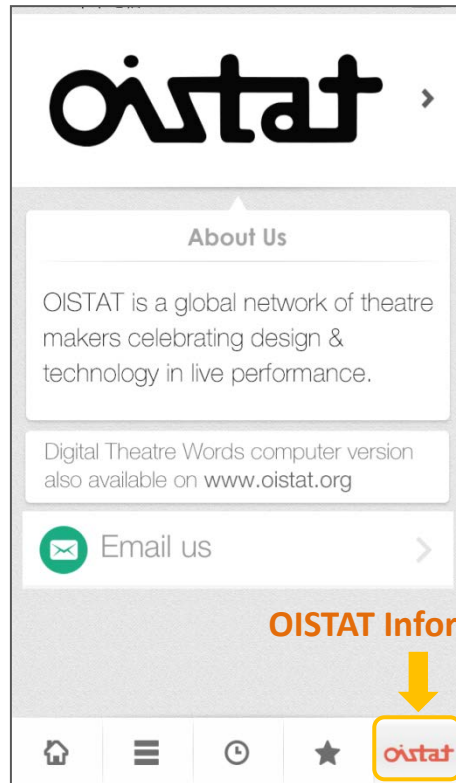 oistat
About Us
OISTAT is a global network of theatre
makers celebrating design &
technology in live performance.
Digital Theatre Words computer version
also available on www.oistat.org
Email us
OISTAT Infor
oistat